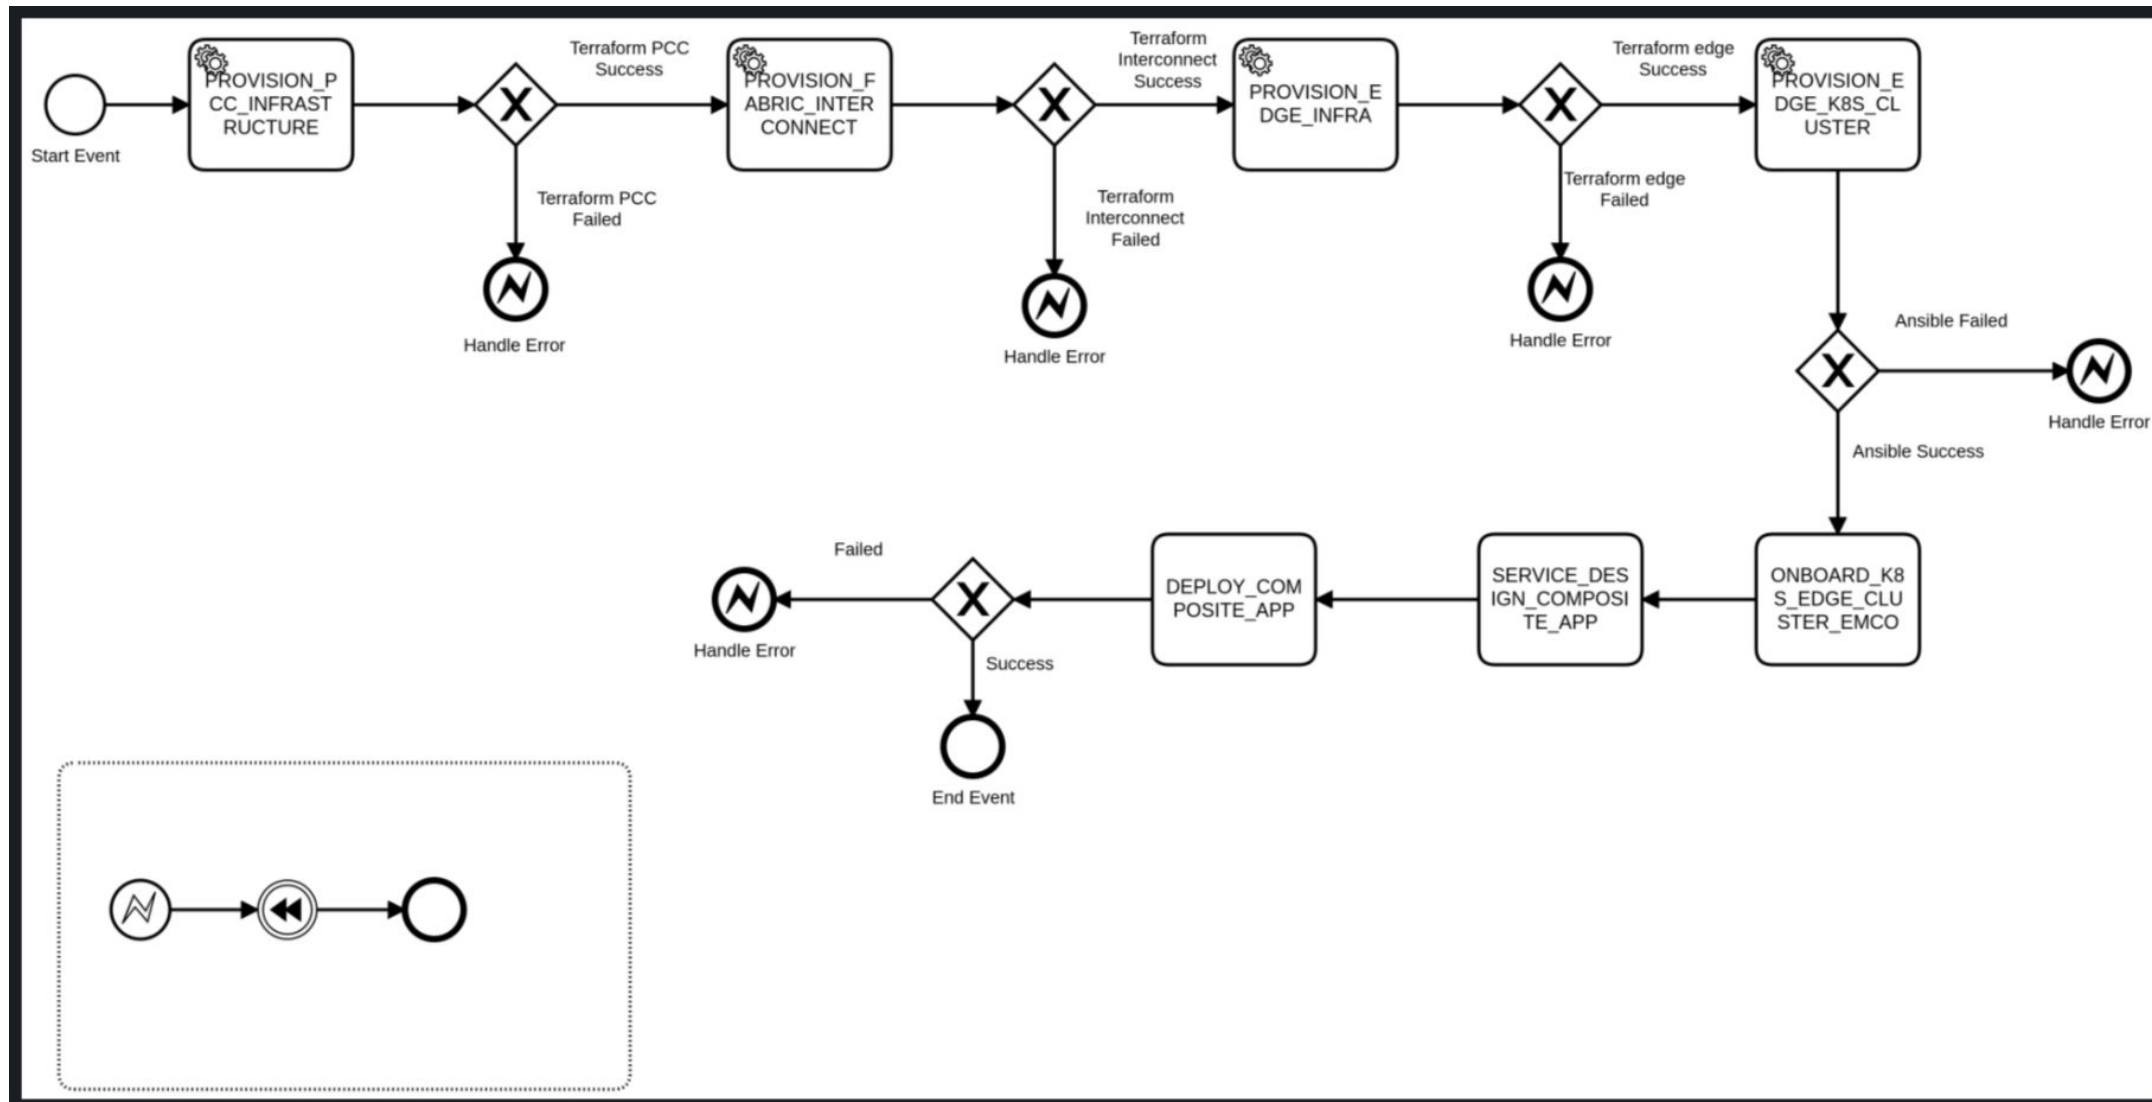 Start Event
PROVISION_P
CC_INFRAST
RUCTURE
Terraform PCC
Success
Terraform PCC
Failed
Handle Error
PROVISION_F
ABRIC_INTER
CONNECT
Terraform
Interconnect
Success
Terraform
Interconnect
Failed
Handle Error
PROVISION_E
DGE_INFRA
Terraform edge
Success
Terraform edge
Failed
Handle Error
PROVISION_E
DGE_K8S_CL
USTER
Ansible Failed
Handle Error
Ansible Success
ONBOARD_K8
S_EDGE_CLU
STER_EMCO
SERVICE_DES
IGN_COMPOSI
TE_APP
DEPLOY_COM
POSITE_APP
Failed
Handle Error
Success
End Event